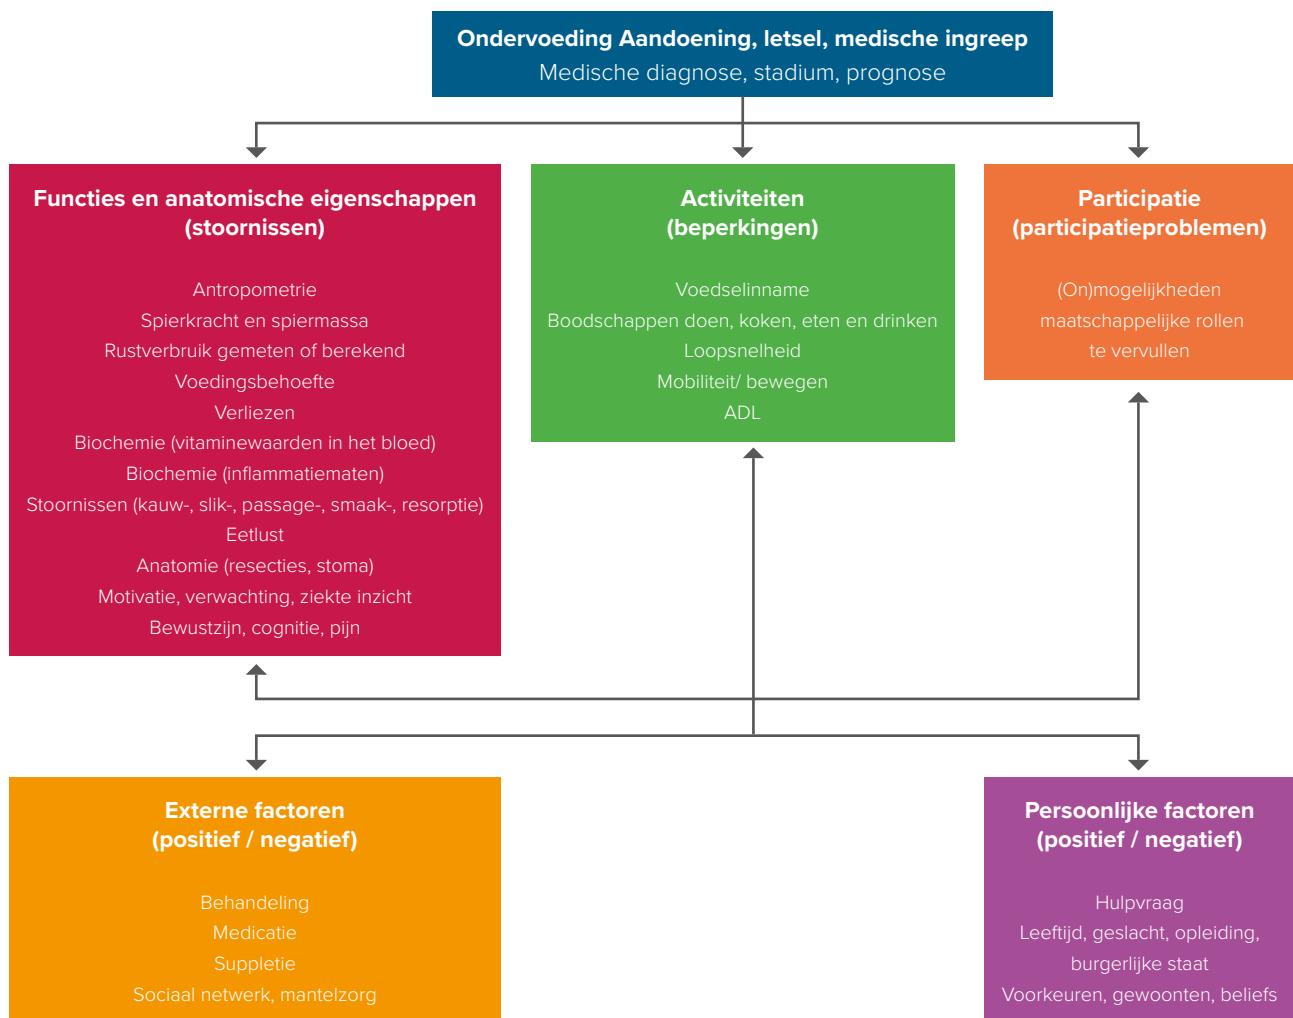 Ondervoeding Aandoening, letsel, medische ingreep
Medische diagnose, stadium, prognose
Functies en anatomische eigenschappen
(stoornissen)
Antropometrie
Spierkracht en spiermassa
Rustverbruik gemeten of berekend
Voedingsbehoefte
Verliezen
Biochemie (vitaminewaarden in het bloed)
Biochemie (inflammatiematen)
Stoornissen (kauw-, slik-, passage-, smaak-, resorptie)
Eetlust
Anatomie (resecties, stoma)
Motivatie, verwachting, ziekte inzicht
Bewustzijn, cognitie, pijn
Activiteiten
(beperkingen)
Voedselinname
Boodschappen doen, koken, eten en drinken
Loopsnelheid
Mobiliteit/ bewegen
ADL
Participatie
(participatieproblemen)
(On)mogelijkheden
maatschappelijke rollen
te vervullen
Externe factoren
(positief / negatief)
Behandeling
Medicatie
Suppletie
Sociaal netwerk, mantelzorg
Persoonlijke factoren
(positief / negatief)
Hulpvraag
Leeftijd, geslacht, opleiding,
burgerlijke staat
Voorkeuren, gewoonten, beliefs